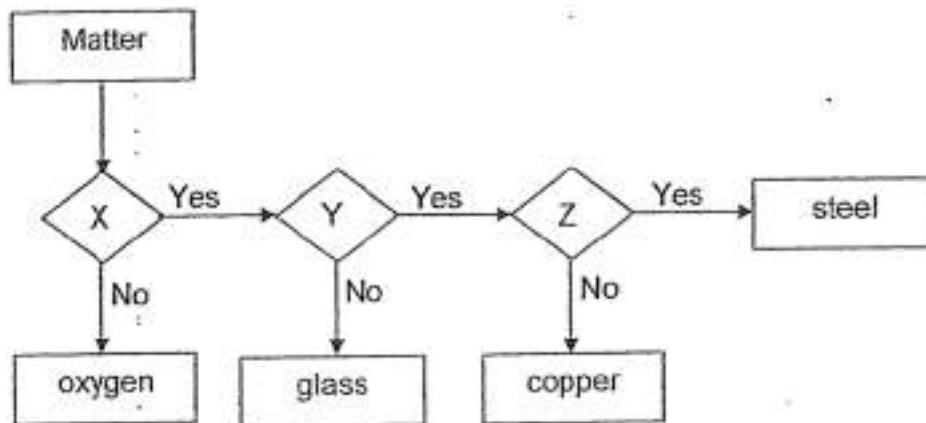 Matter
X
Yes
Y
Yes
Z
Yes
steel
No
No
No
oxygen
glass
copper